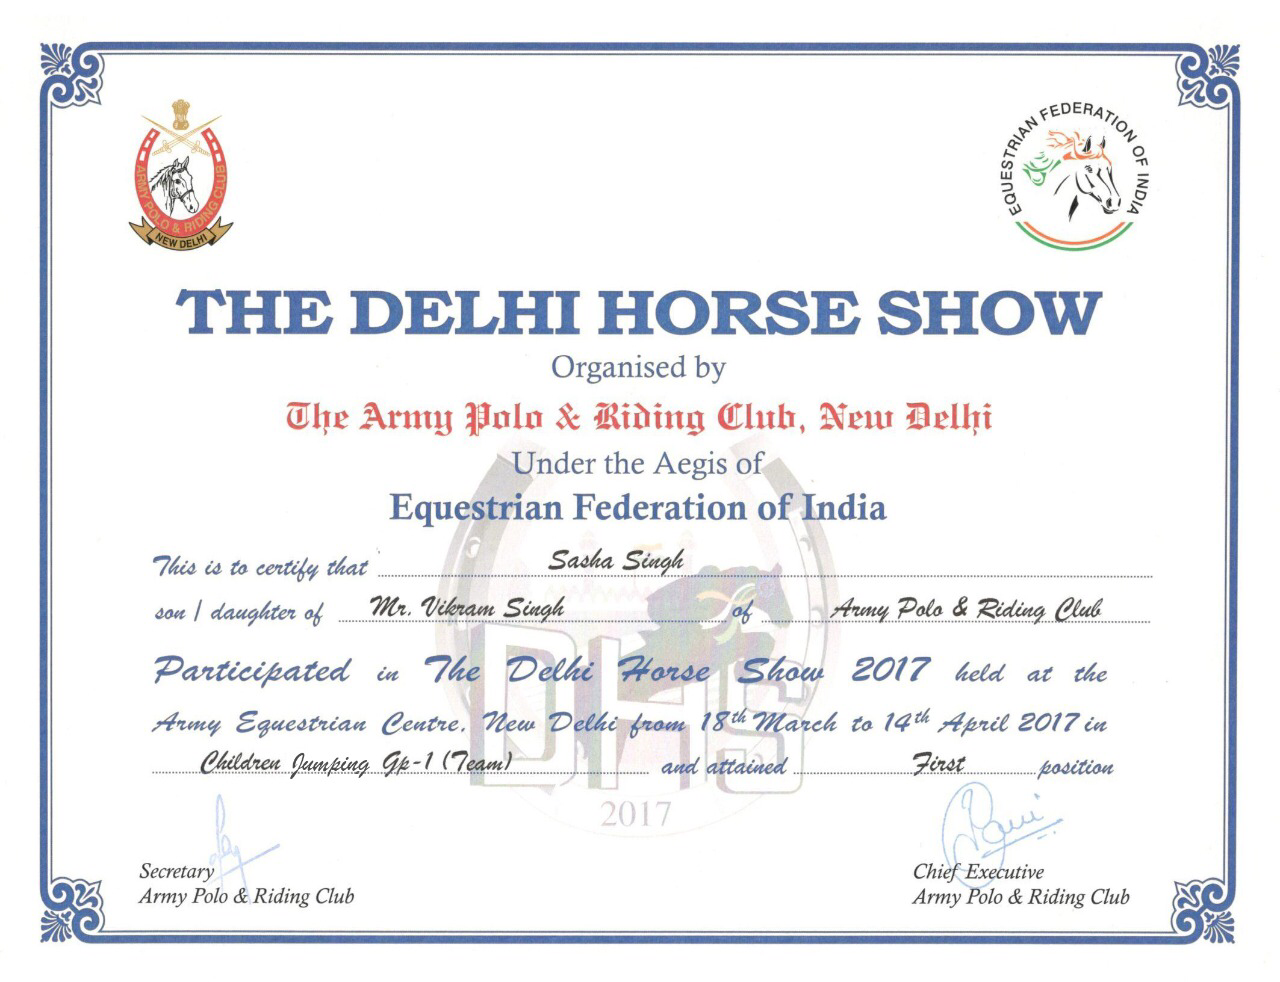 ARMY POLO & RIDING CLUB
NEW DELHI
EQUESTRIAN FEDERATION OF INDIA
THE DELHI HORSE SHOW
Organised by
The Army Polo & Riding Club, New Delhi
Under the Aegis of
Equestrian Federation of India
This is to certify that Sasha Singh
son / daughter of Mr. Vikram Singh of Army Polo & Riding Club
Participated in The Delhi Horse Show 2017 held at the
Army Equestrian Centre, New Delhi from 18th March to 14th April 2017 in
Children Jumping Gp-1 (Team) and attained First position
DHS
2017
Secretary
Army Polo & Riding Club
Chief Executive
Army Polo & Riding Club